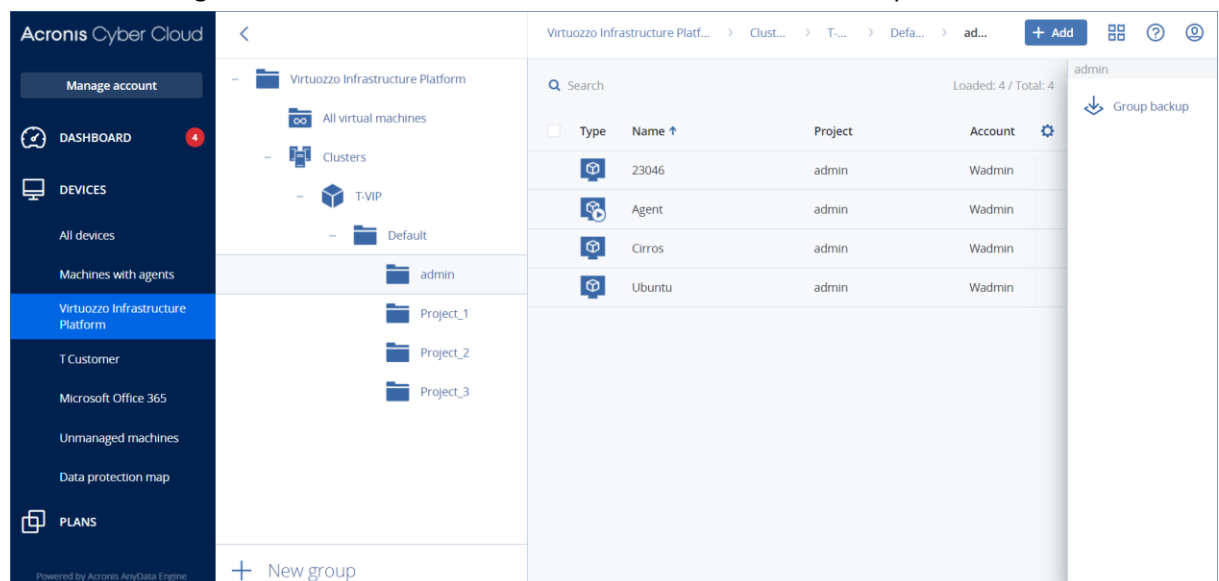 Acronis Cyber Cloud
Manage account
DASHBOARD
4
DEVICES
All devices
Machines with agents
Virtuozzo Infrastructure
Platform
T Customer
Microsoft Office 365
Unmanaged machines
Data protection map
PLANS
Powered by Acronis AnyData Engine
Virtuozzo Infrastructure Platform
All virtual machines
Clusters
T-VIP
Default
admin
Project_1
Project_2
Project_3
+ New group
Virtuozzo Infrastructure Platf... > Clust... > T-... > Defa... > ad...
+ Add
Search
Loaded: 4 / Total: 4
Type Name ↑ Project Account
23046 admin Wadmin
Agent admin Wadmin
Cirros admin Wadmin
Ubuntu admin Wadmin
admin
Group backup